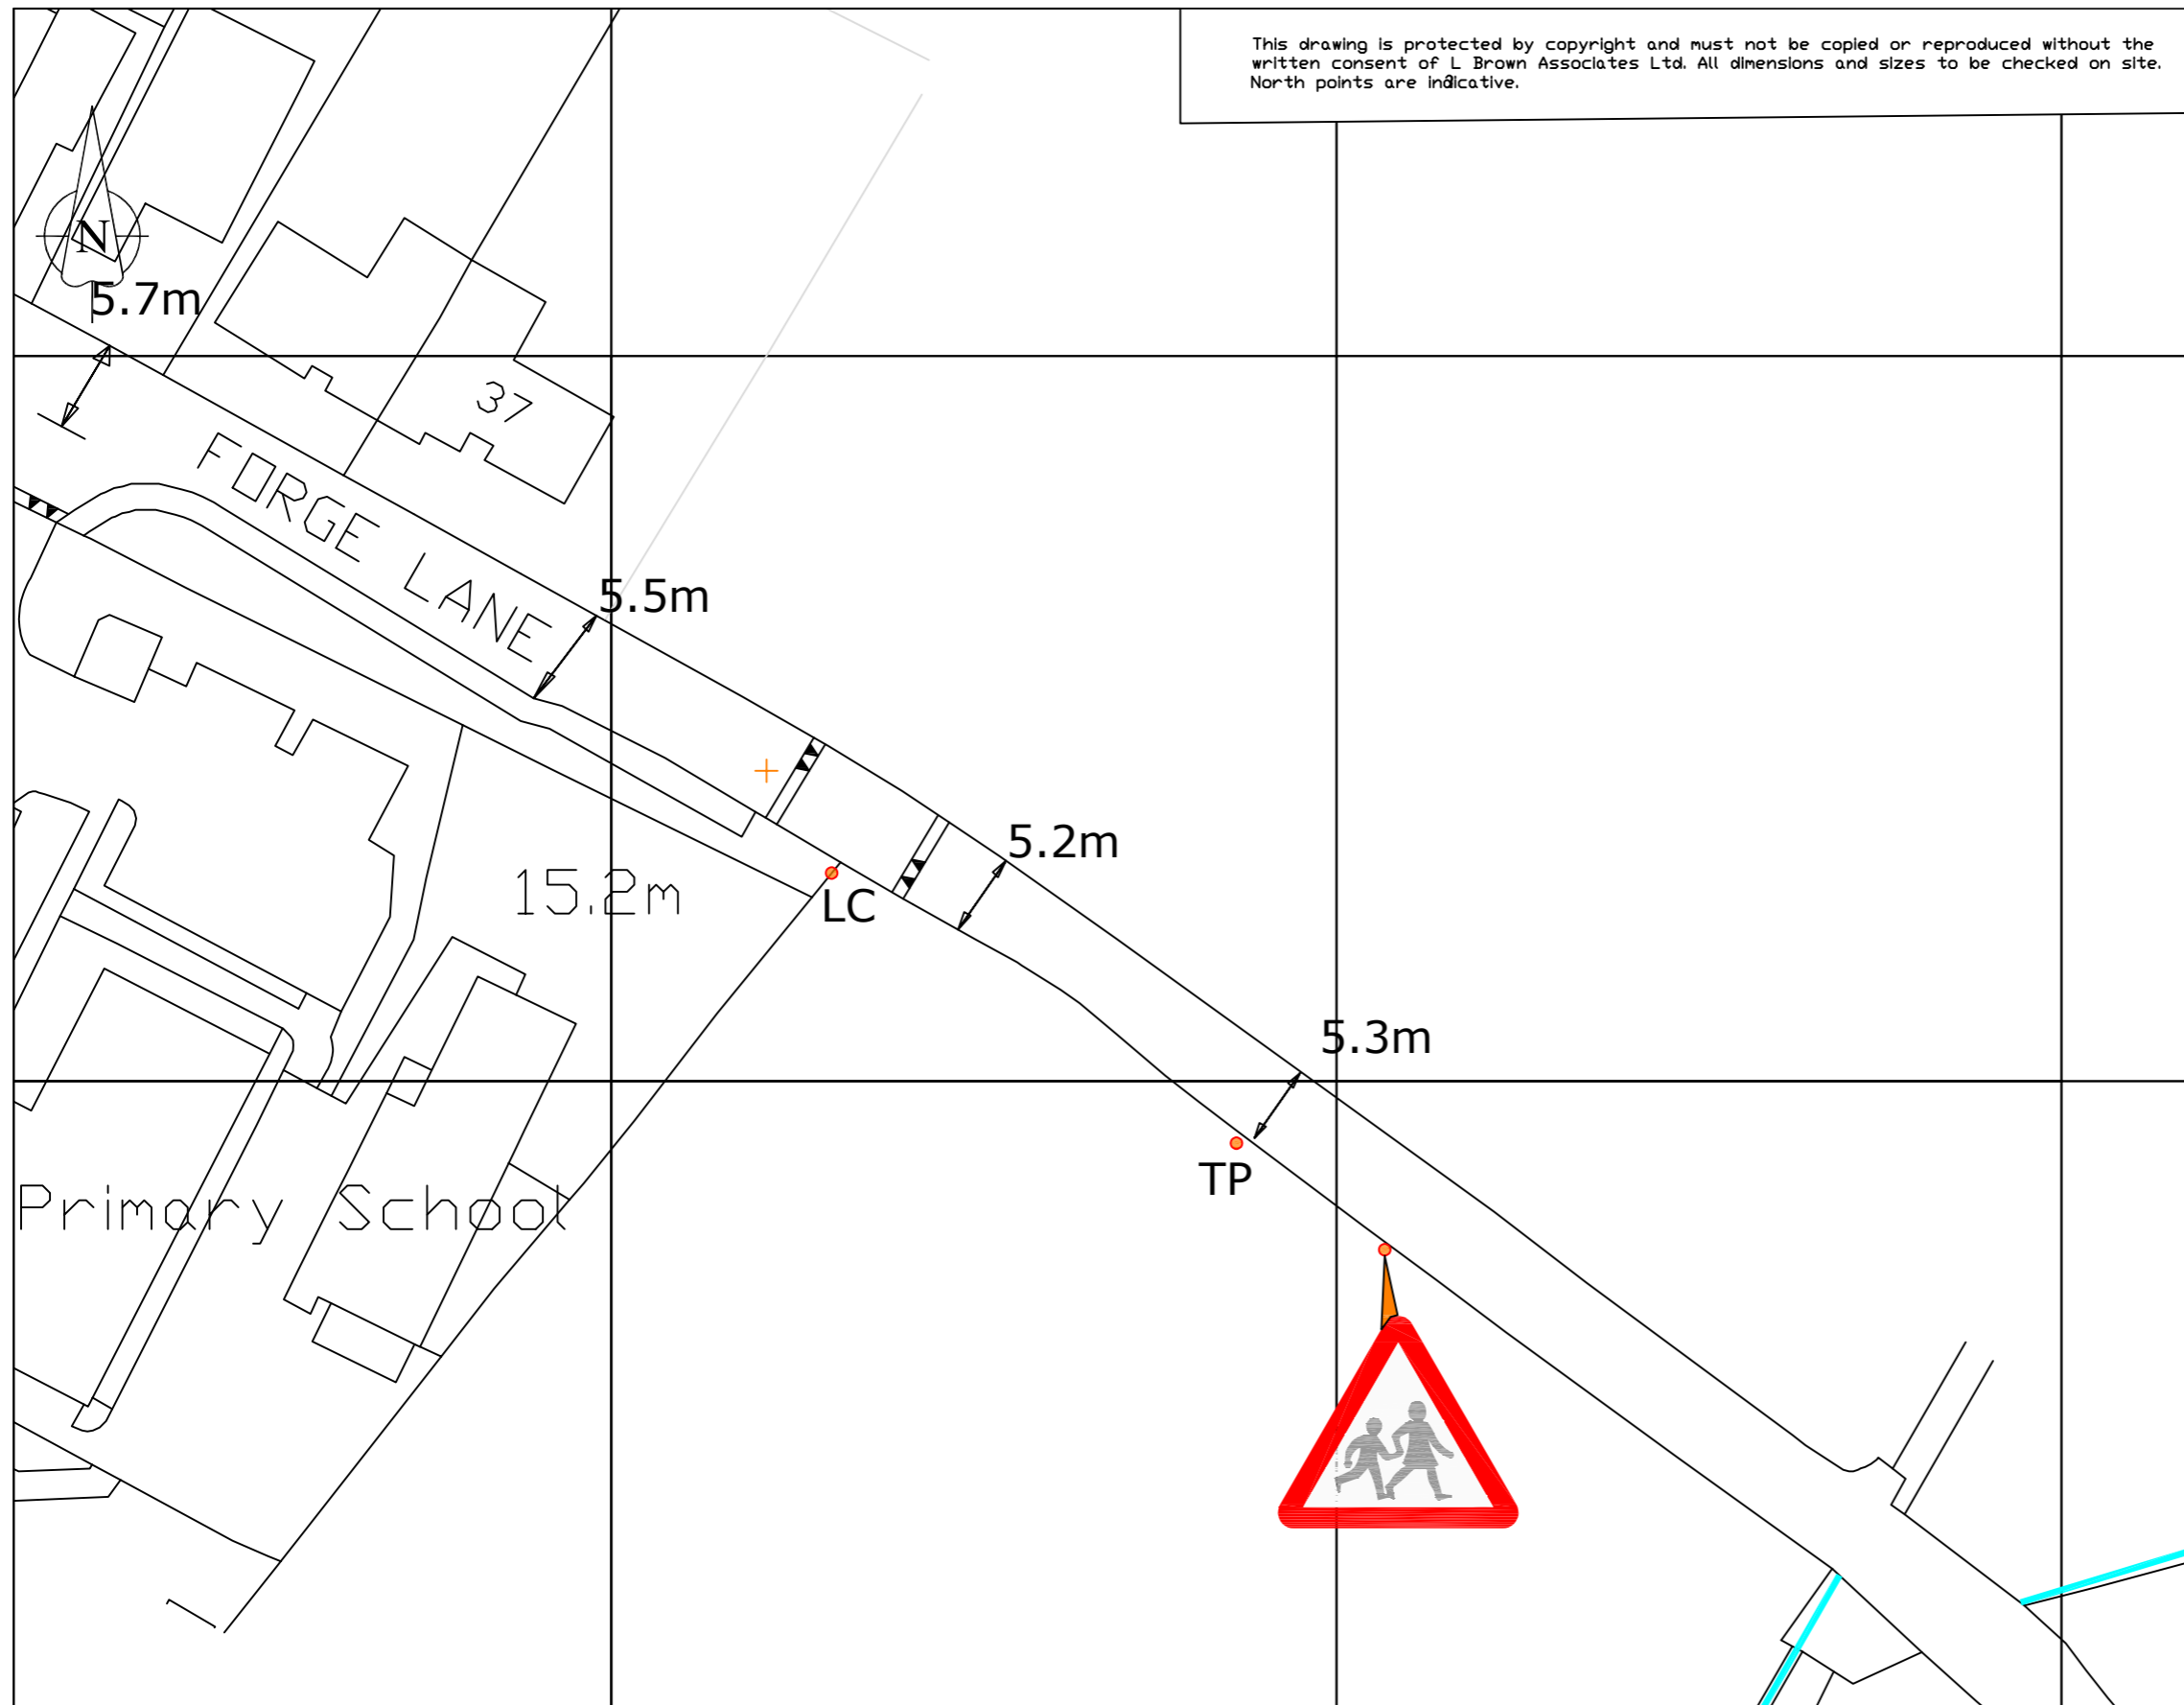 This drawing is protected by copyright and must not be copied or reproduced without the
written consent of L Brown Associates Ltd. All dimensions and sizes to be checked on site.
North points are indicative.
N
5.7m
37
FORGE LANE
5.5m
5.2m
15.2m
LC
5.3m
TP
Primary School